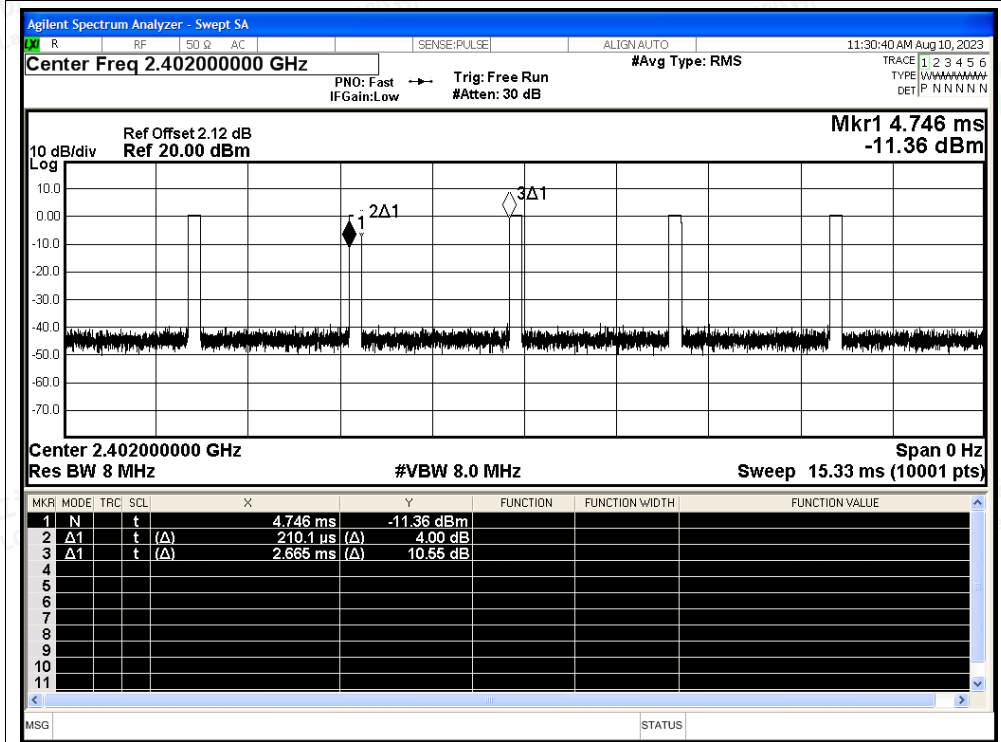 Agilent Spectrum Analyzer - Swept SA
LXI R RF 50 Ω AC SENSE:PULSE ALIGN AUTO 11:30:40 AM Aug 10, 2023
Center Freq 2.402000000 GHz #Avg Type: RMS TRACE 1 2 3 4 5 6
PNO: Fast Trig: Free Run TYPE WWWWWW
IFGain:Low #Atten: 30 dB DET P N N N N N
Mkr1 4.746 ms
Ref Offset 2.12 dB
10 dB/div Ref 20.00 dBm -11.36 dBm
Log
10.0
3Δ1
0.00
2Δ1
1
-10.0
-20.0
-30.0
-40.0
-50.0
-60.0
-70.0
Center 2.402000000 GHz Span 0 Hz
Res BW 8 MHz #VBW 8.0 MHz Sweep 15.33 ms (10001 pts)
MKR MODE TRC SCL X Y FUNCTION FUNCTION WIDTH FUNCTION VALUE
1 N t 4.746 ms -11.36 dBm
2 Δ1 t (Δ) 210.1 µs (Δ) 4.00 dB
3 Δ1 t (Δ) 2.665 ms (Δ) 10.55 dB
4
5
6
7
8
9
10
11
MSG STATUS